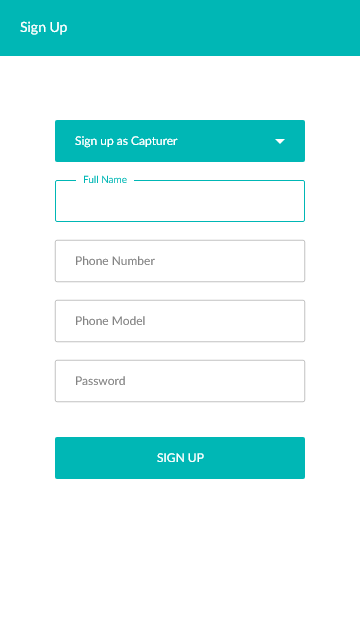 Sign Up
Sign up as Capturer
Full Name
Phone Number
Phone Model
Password
SIGN UP